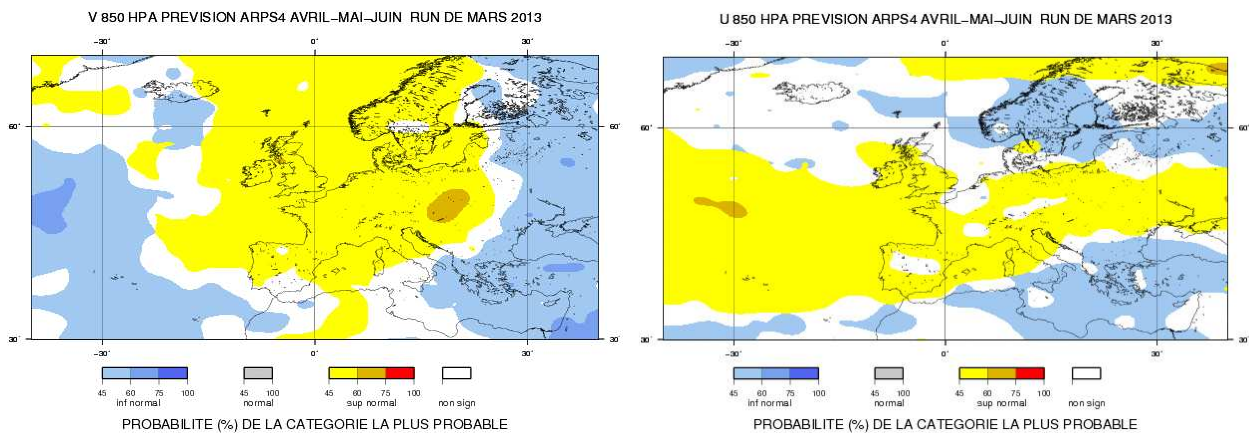 V 850 HPA PREVISION ARPS4 AVRIL−MAI−JUIN RUN DE MARS 2013
−30˚ 0˚ 30˚
60˚ 60˚
30˚ 30˚
−30˚ 0˚ 30˚
45 60 75 100 45 100 45 60 75 100
inf normal normal sup normal non sign
PROBABILITE (%) DE LA CATEGORIE LA PLUS PROBABLE
U 850 HPA PREVISION ARPS4 AVRIL−MAI−JUIN RUN DE MARS 2013
−30˚ 0˚ 30˚
60˚ 60˚
30˚ 30˚
−30˚ 0˚ 30˚
45 60 75 100 45 100 45 60 75 100
inf normal normal sup normal non sign
PROBABILITE (%) DE LA CATEGORIE LA PLUS PROBABLE